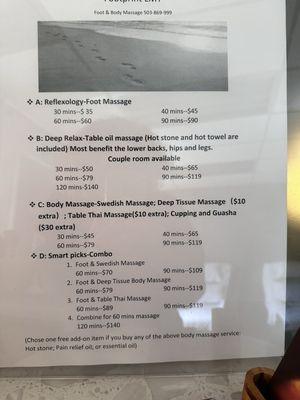 Footprint LMT
Foot & Body Massage 503-869-999
❖ A: Reflexology-Foot Massage
30 mins--$ 35 40 mins--$45
60 mins--$60 90 mins--$90
❖ B: Deep Relax-Table oil massage (Hot stone and hot towel are
included) Most benefit the lower backs, hips and legs.
Couple room available
30 mins--$50 40 mins--$65
60 mins--$79 90 mins--$119
120 mins-$140
❖ C: Body Massage-Swedish Massage; Deep Tissue Massage ($10
extra) ; Table Thai Massage($10 extra); Cupping and Guasha
($30 extra)
30 mins--$45 40 mins--$65
60 mins--$79 90 mins--$119
❖ D: Smart picks-Combo
1. Foot & Swedish Massage
60 mins--$70 90 mins--$109
2. Foot & Deep Tissue Body Massage
60 mins--$79 90 mins--$119
3. Foot & Table Thai Massage
60 mins--$89 90 mins--$119
4. Combine for 60 mins massage
120 mins--$140
(Chose one free add-on item if you buy any of the above body massage service:
Hot stone; Pain relief oil; or essential oil)